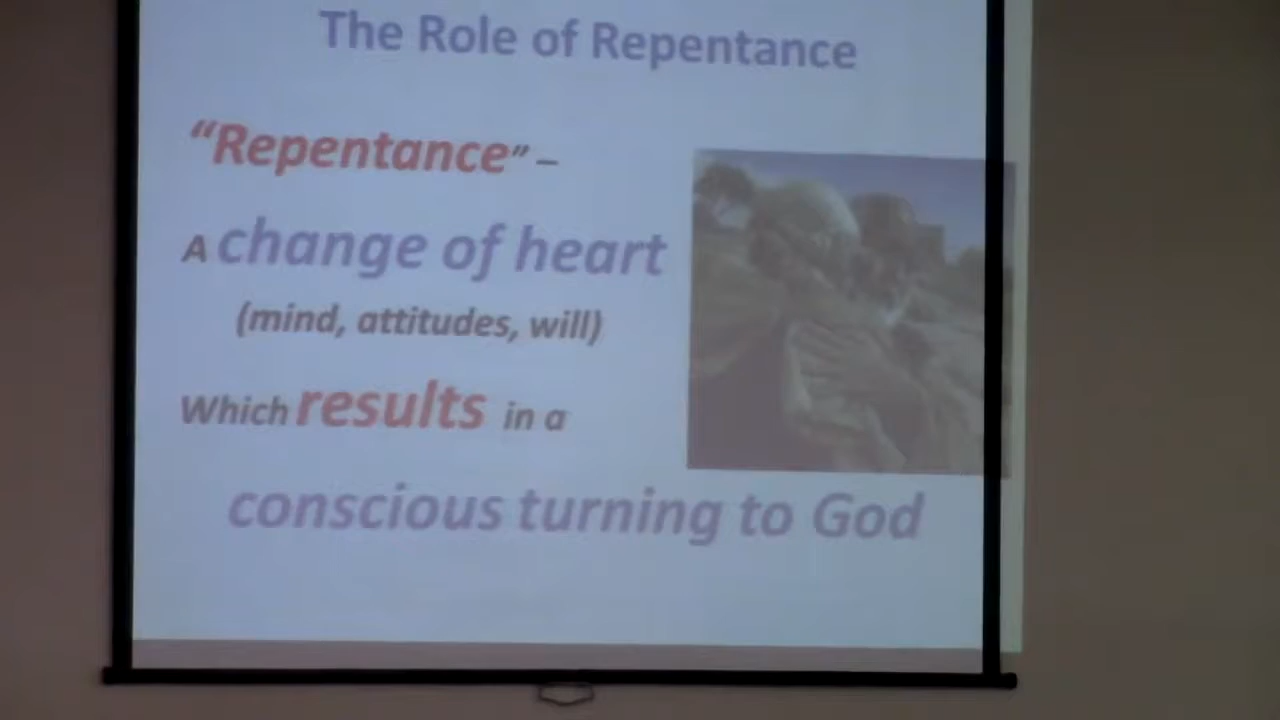 The Role of Repentance
“Repentance” –
A change of heart
(mind, attitudes, will)
Which results in a
conscious turning to God